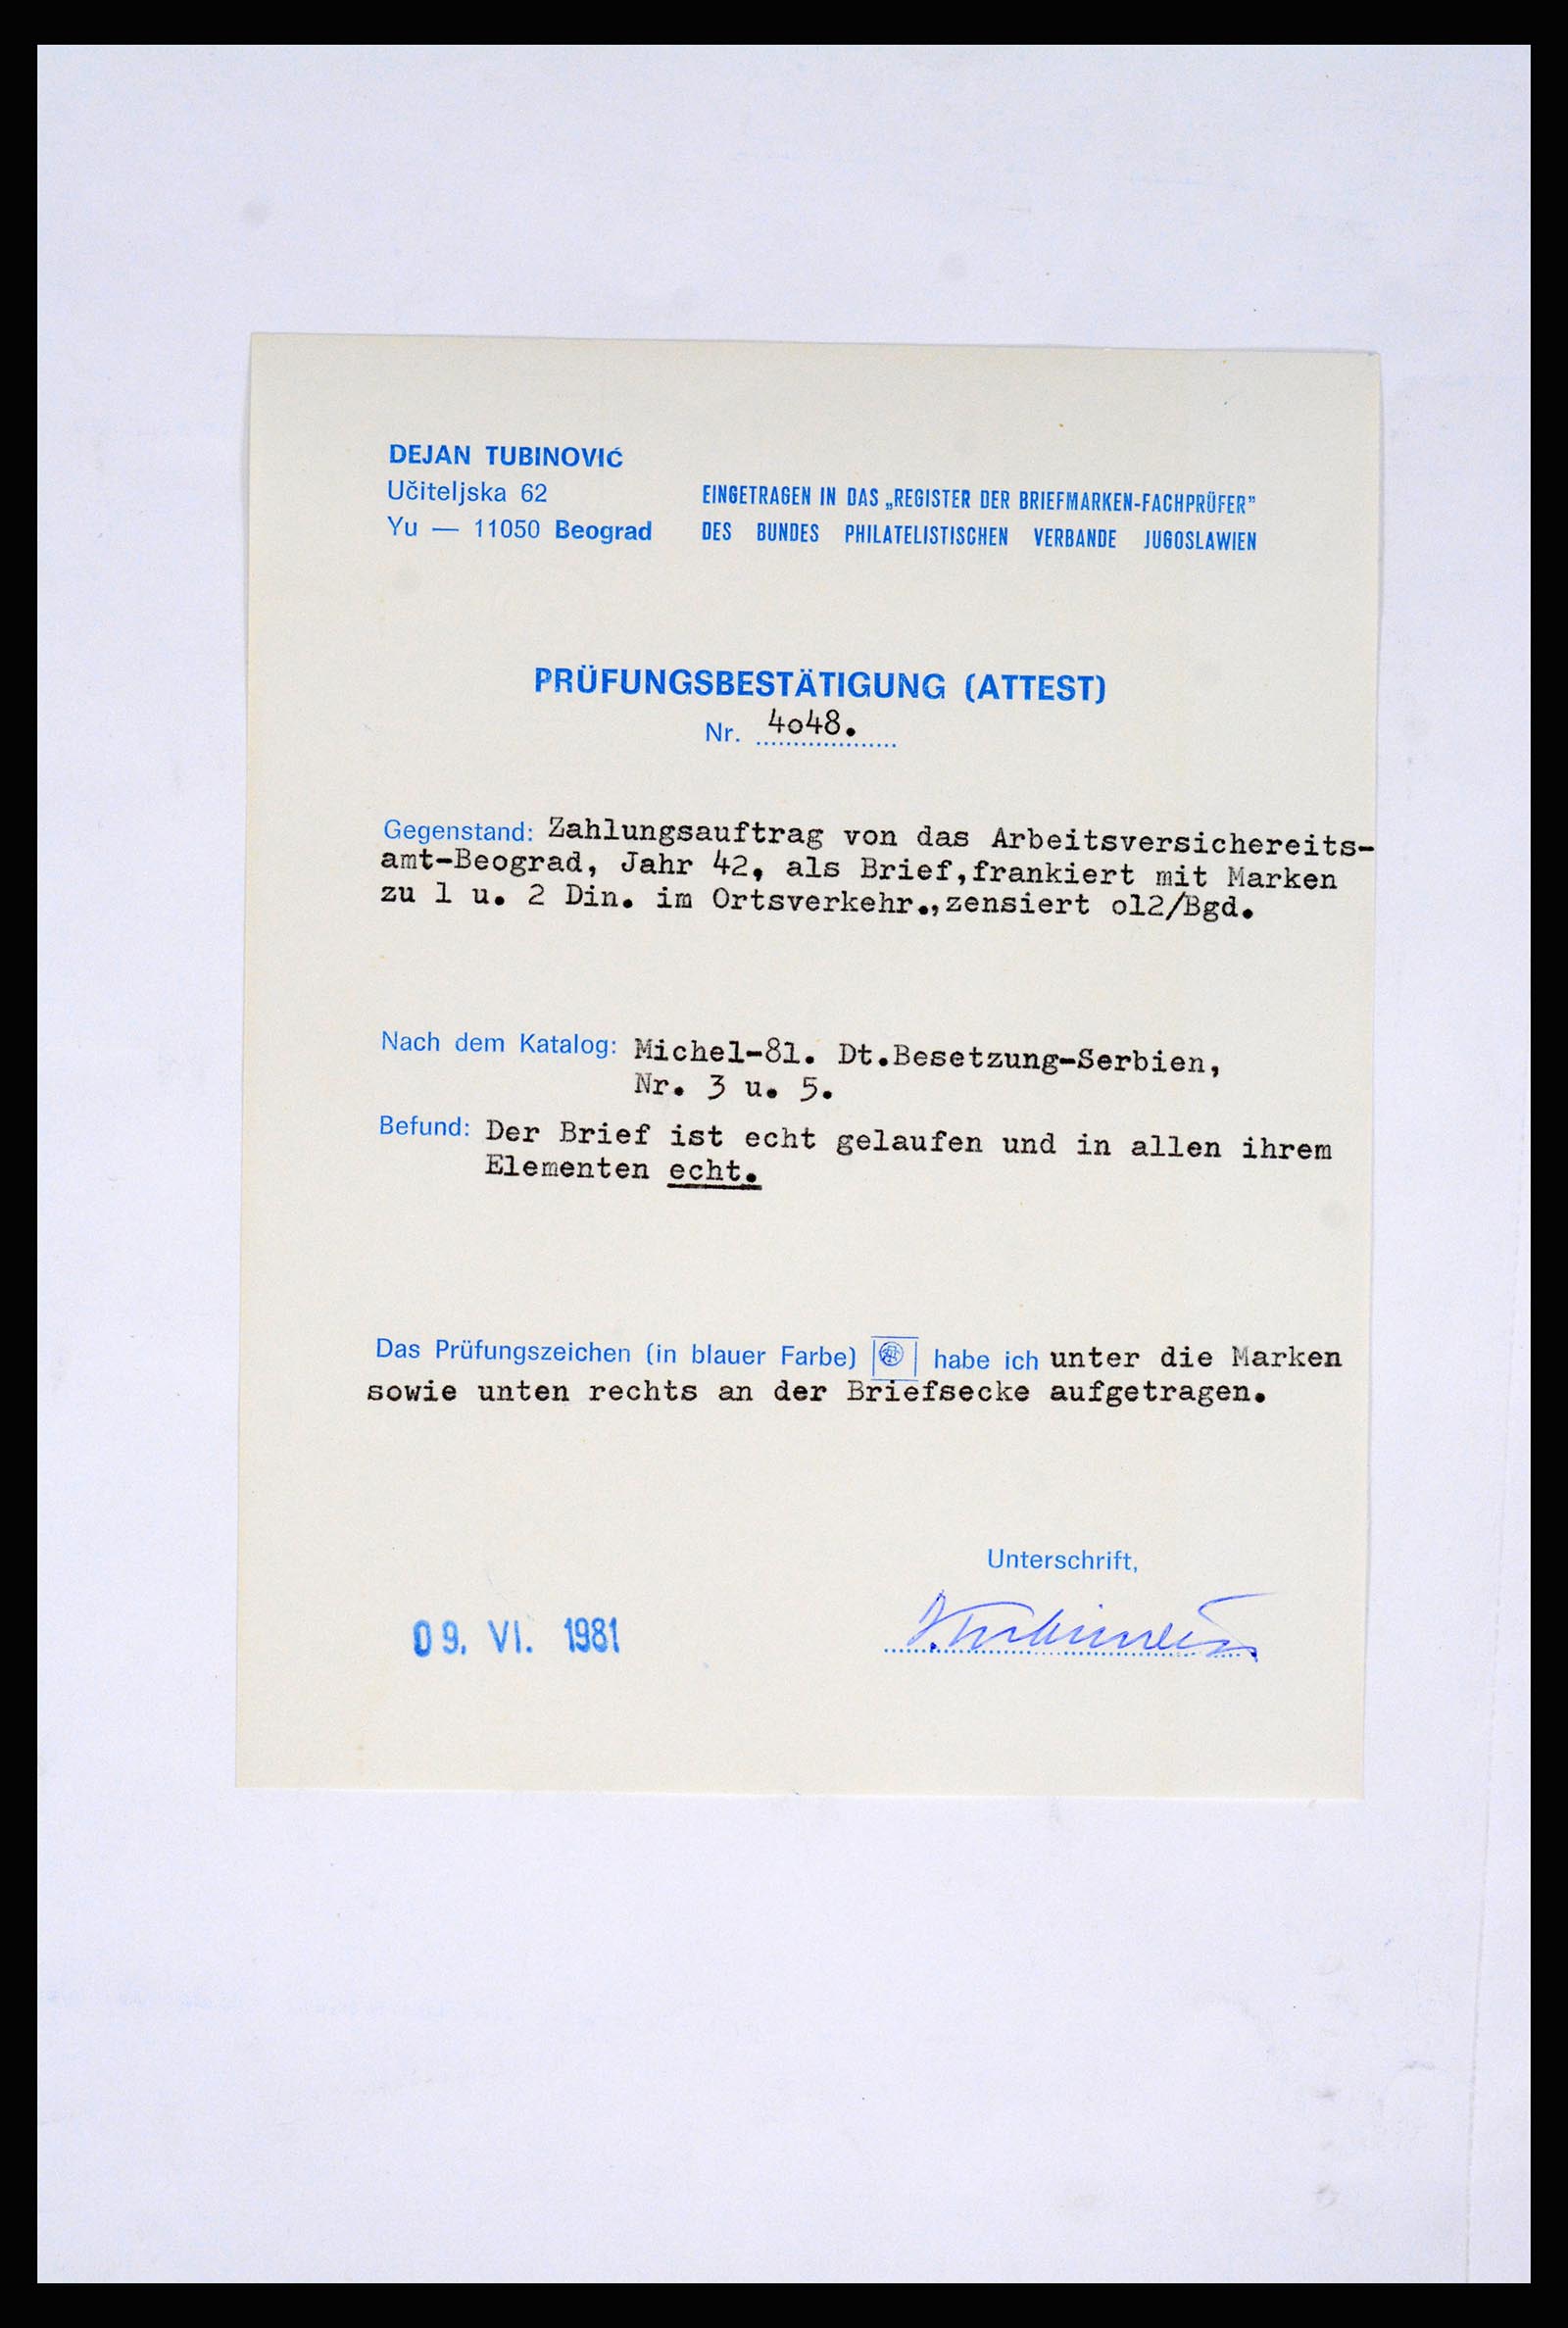 DEJAN TUBINOVIĆ
Učiteljska 62
Yu — 11050 Beograd
EINGETRAGEN IN DAS „REGISTER DER BRIEFMARKEN-FACHPRÜFER”
DES BUNDES PHILATELISTISCHEN VERBANDE JUGOSLAWIEN
PRÜFUNGSBESTÄTIGUNG (ATTEST)
Nr. 4o48.
Gegenstand: Zahlungsauftrag von das Arbeitsversichereits-
amt-Beograd, Jahr 42, als Brief,frankiert mit Marken
zu l u. 2 Din. im Ortsverkehr.,zensiert ol2/Bgd.
Nach dem Katalog: Michel-8l. Dt.Besetzung-Serbien,
Nr. 3 u. 5.
Befund: Der Brief ist echt gelaufen und in allen ihrem
Elementen echt.
Das Prüfungszeichen (in blauer Farbe) habe ich unter die Marken
sowie unten rechts an der Briefsecke aufgetragen.
Unterschrift,
09. VI. 1981